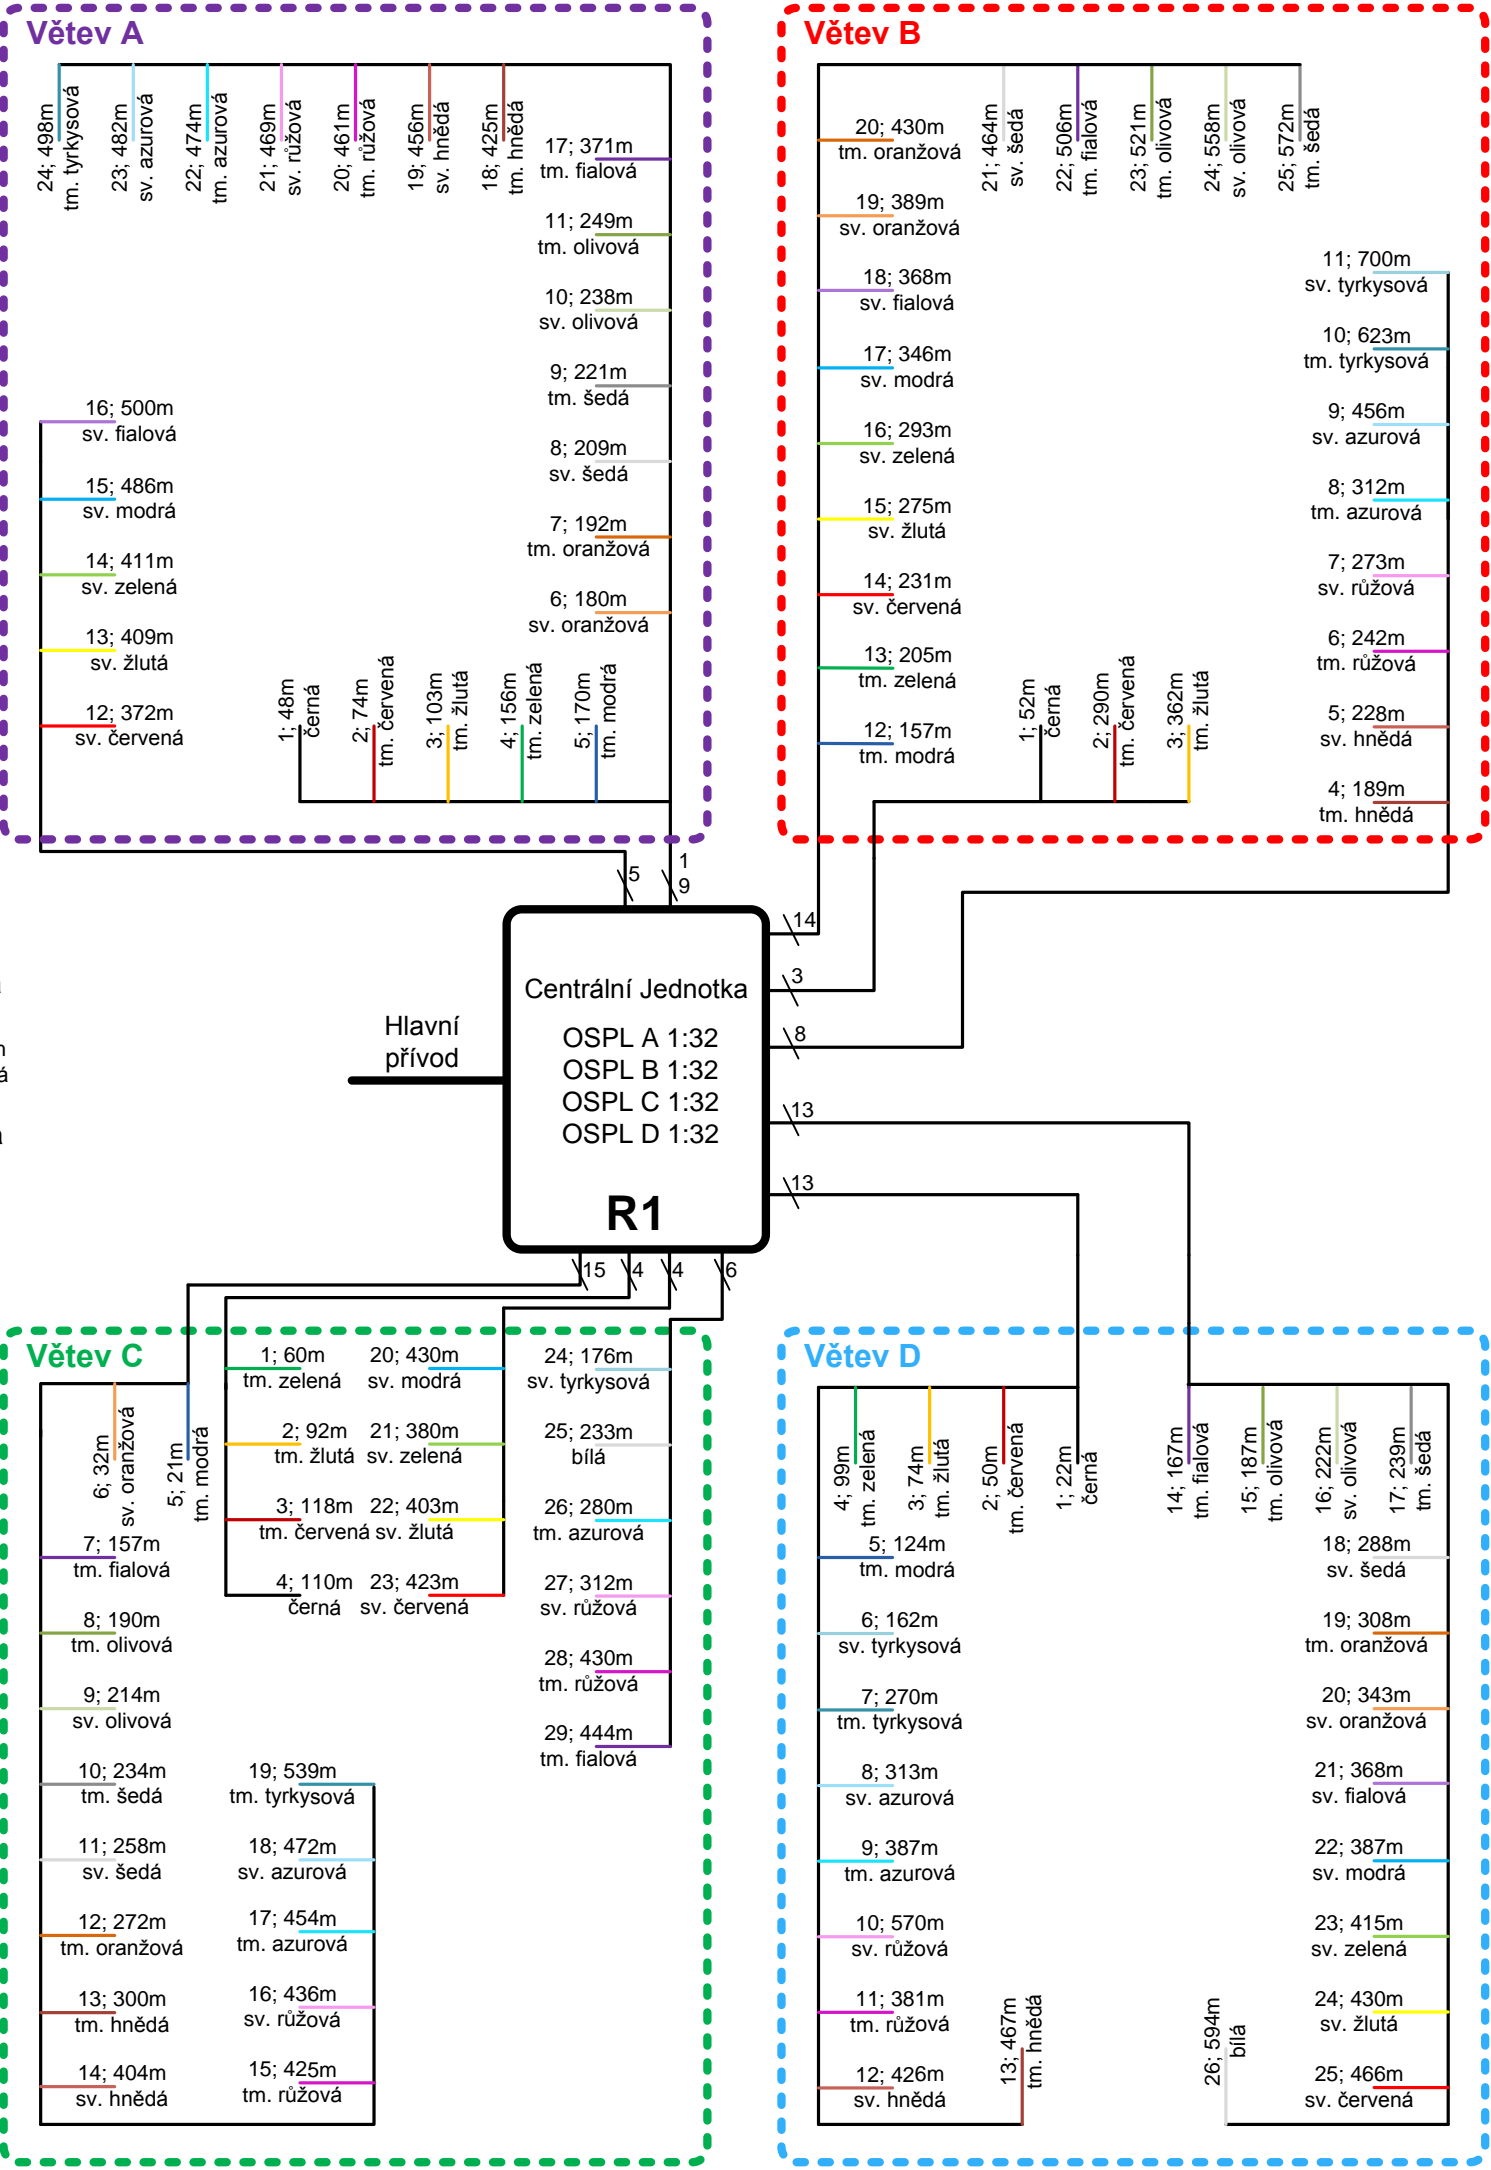 Větev A
24; 498m
tm. tyrkysová
23; 482m
sv. azurová
22; 474m
tm. azurová
21; 469m
sv. růžová
20; 461m
tm. růžová
19; 456m
sv. hnědá
18; 425m
tm. hnědá
17; 371m
tm. fialová
11; 249m
tm. olivová
10; 238m
sv. olivová
9; 221m
tm. šedá
8; 209m
sv. šedá
7; 192m
tm. oranžová
6; 180m
sv. oranžová
16; 500m
sv. fialová
15; 486m
sv. modrá
14; 411m
sv. zelená
13; 409m
sv. žlutá
12; 372m
sv. červená
1; 48m
černá
2; 74m
tm. červená
3; 103m
tm. žlutá
4; 156m
tm. zelená
5; 170m
tm. modrá
Větev B
20; 430m
tm. oranžová
19; 389m
sv. oranžová
18; 368m
sv. fialová
17; 346m
sv. modrá
16; 293m
sv. zelená
15; 275m
sv. žlutá
14; 231m
sv. červená
13; 205m
tm. zelená
12; 157m
tm. modrá
21; 464m
sv. šedá
22; 506m
tm. fialová
23; 521m
tm. olivová
24; 558m
sv. olivová
25; 572m
tm. šedá
11; 700m
sv. tyrkysová
10; 623m
tm. tyrkysová
9; 456m
sv. azurová
8; 312m
tm. azurová
7; 273m
sv. růžová
6; 242m
tm. růžová
5; 228m
sv. hnědá
4; 189m
tm. hnědá
1; 52m
černá
2; 290m
tm. červená
3; 362m
tm. žlutá
5
1
9
14
3
8
13
13
Hlavní
přívod
Centrální Jednotka
OSPL A 1:32
OSPL B 1:32
OSPL C 1:32
OSPL D 1:32
R1
15
4
4
6
Větev C
6; 32m
sv. oranžová
5; 21m
tm. modrá
1; 60m
tm. zelená
2; 92m
tm. žlutá
3; 118m
tm. červená
4; 110m
černá
20; 430m
sv. modrá
21; 380m
sv. zelená
22; 403m
sv. žlutá
23; 423m
sv. červená
24; 176m
sv. tyrkysová
25; 233m
bílá
26; 280m
tm. azurová
27; 312m
sv. růžová
28; 430m
tm. růžová
29; 444m
tm. fialová
7; 157m
tm. fialová
8; 190m
tm. olivová
9; 214m
sv. olivová
10; 234m
tm. šedá
11; 258m
sv. šedá
12; 272m
tm. oranžová
13; 300m
tm. hnědá
14; 404m
sv. hnědá
19; 539m
tm. tyrkysová
18; 472m
sv. azurová
17; 454m
tm. azurová
16; 436m
sv. růžová
15; 425m
tm. růžová
Větev D
4; 99m
tm. zelená
3; 74m
tm. žlutá
2; 50m
tm. červená
1; 22m
černá
14; 167m
tm. fialová
15; 187m
tm. olivová
16; 222m
sv. olivová
17; 239m
tm. šedá
5; 124m
tm. modrá
6; 162m
sv. tyrkysová
7; 270m
tm. tyrkysová
8; 313m
sv. azurová
9; 387m
tm. azurová
10; 570m
sv. růžová
11; 381m
tm. růžová
12; 426m
sv. hnědá
13; 467m
tm. hnědá
18; 288m
sv. šedá
19; 308m
tm. oranžová
20; 343m
sv. oranžová
21; 368m
sv. fialová
22; 387m
sv. modrá
23; 415m
sv. zelená
24; 430m
sv. žlutá
25; 466m
sv. červená
26; 594m
bílá